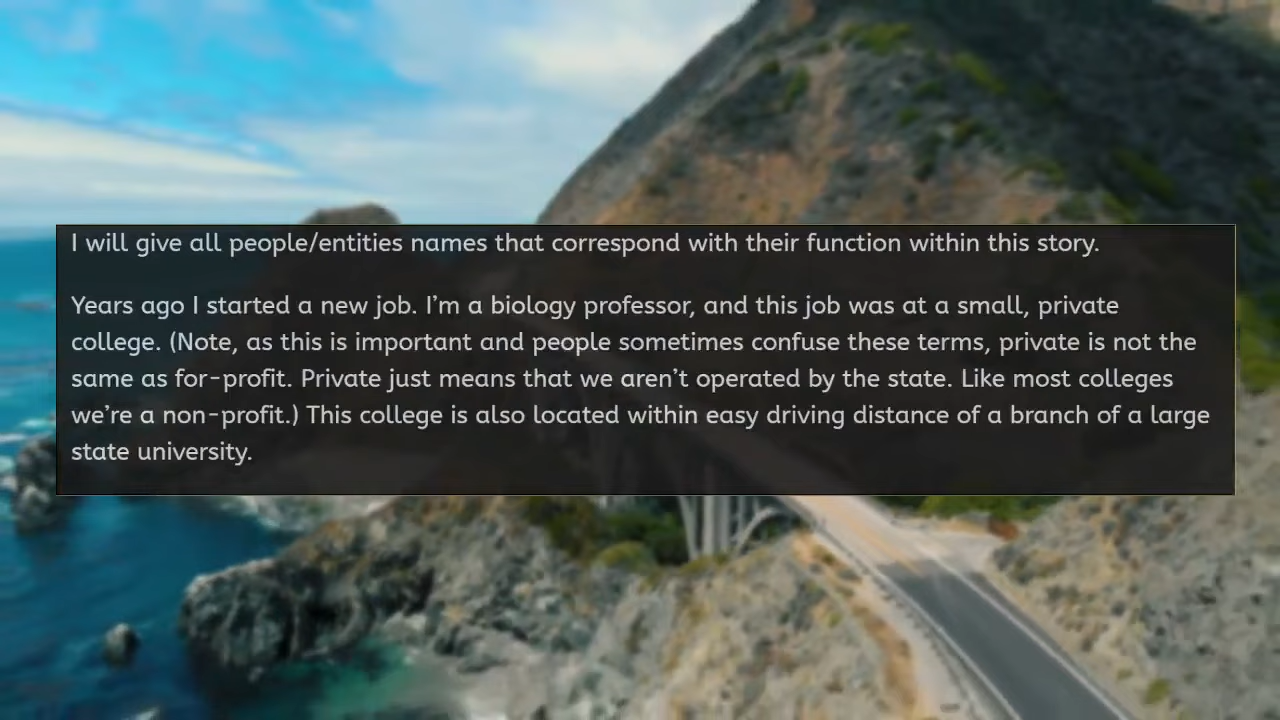 I will give all people/entities names that correspond with their function within this story.
Years ago I started a new job. I’m a biology professor, and this job was at a small, private
college. (Note, as this is important and people sometimes confuse these terms, private is not the
same as for-profit. Private just means that we aren’t operated by the state. Like most colleges
we’re a non-profit.) This college is also located within easy driving distance of a branch of a large
state university.